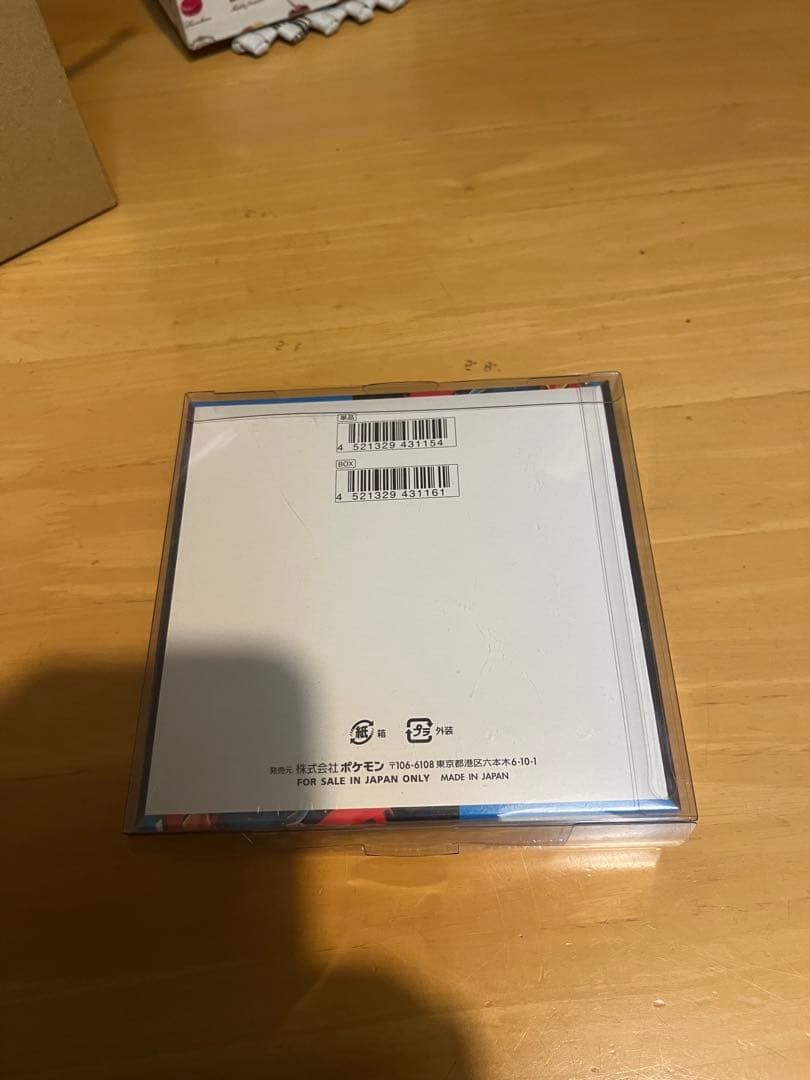 単品
4 521329 431154
BOX
4 521329 431161
紙 箱 プラ 外装
発売元 株式会社 ポケモン 〒106-6108 東京都港区六本木6-10-1
FOR SALE IN JAPAN ONLY MADE IN JAPAN